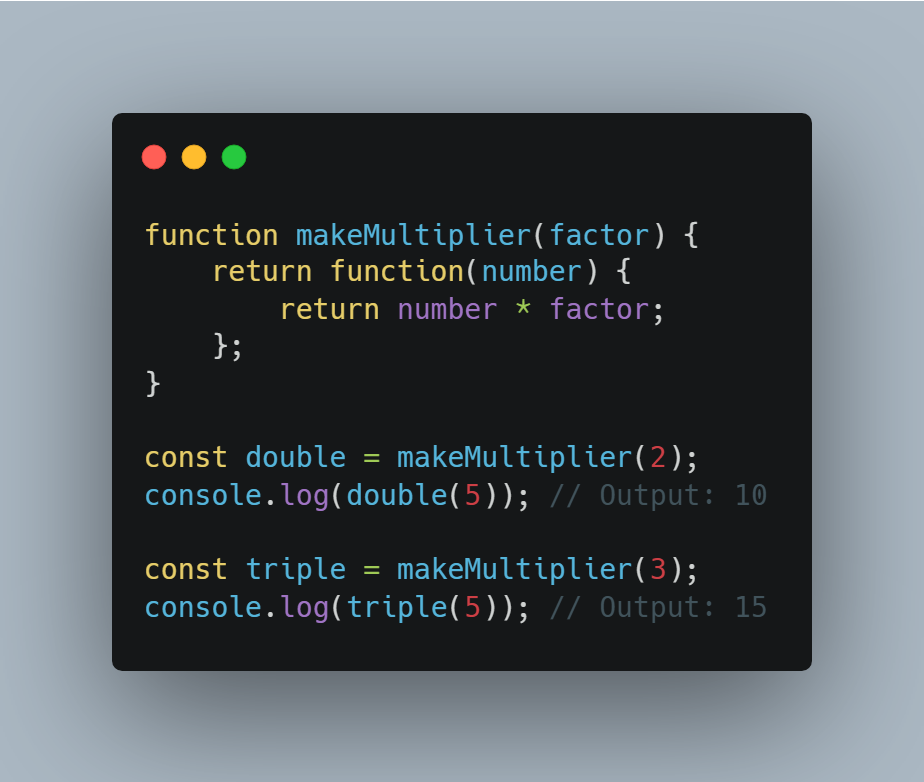 function makeMultiplier(factor) {
    return function(number) {
        return number * factor;
    };
}

const double = makeMultiplier(2);
console.log(double(5)); // Output: 10

const triple = makeMultiplier(3);
console.log(triple(5)); // Output: 15